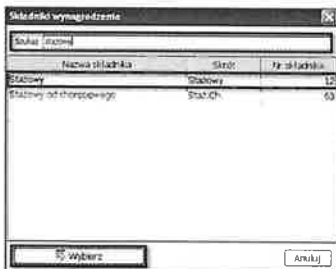 Składniki wynagrodzenia
Szukaj stażowy
Nazwa składnika Skrót Nr składnika
Stażowy Stażowy 12
Stażowy od chorobowego Staż.Ch.
Wybierz Anuluj